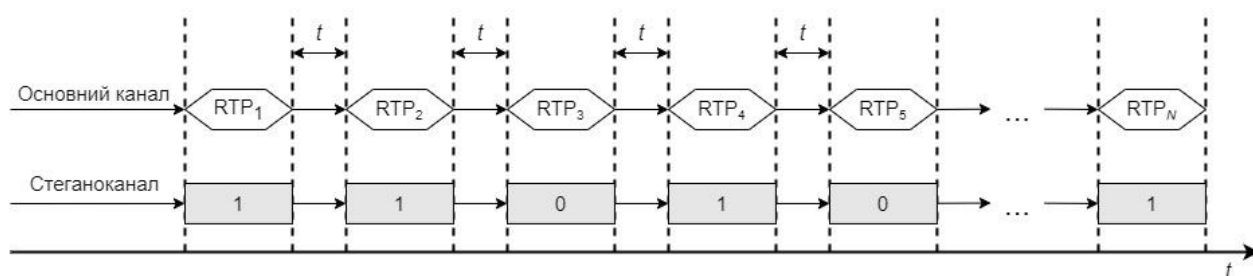 t t t t
Основний канал RTP1 RTP2 RTP3 RTP4 RTP5 ... RTPN
Стеганоканал 1 1 0 1 0 ... 1
t